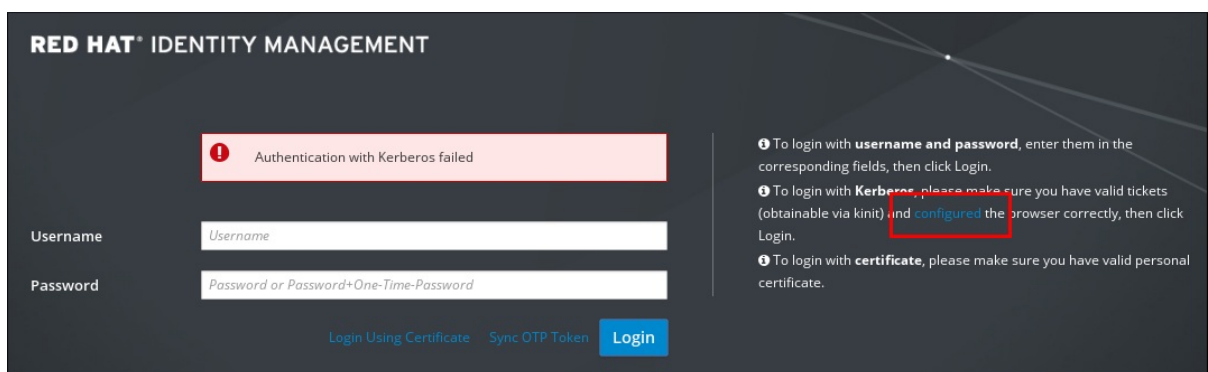 RED HAT® IDENTITY MANAGEMENT
Authentication with Kerberos failed
Username
Username
Password
Password or Password+One-Time-Password
Login Using Certificate
Sync OTP Token
Login
To login with username and password, enter them in the
corresponding fields, then click Login.
To login with Kerberos, please make sure you have valid tickets
(obtainable via kinit) and configured the browser correctly, then click
Login.
To login with certificate, please make sure you have valid personal
certificate.